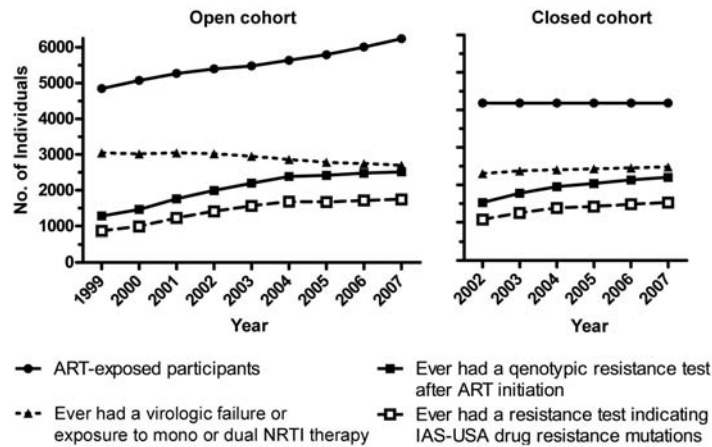 Open cohort
Closed cohort
No. of Individuals
6000
5000
4000
3000
2000
1000
0
1999
2000
2001
2002
2003
2004
2005
2006
2007
Year
2002
2003
2004
2005
2006
2007
Year
ART-exposed participants
Ever had a virologic failure or
exposure to mono or dual NRTI therapy
Ever had a qenotypic resistance test
after ART initiation
Ever had a resistance test indicating
IAS-USA drug resistance mutations